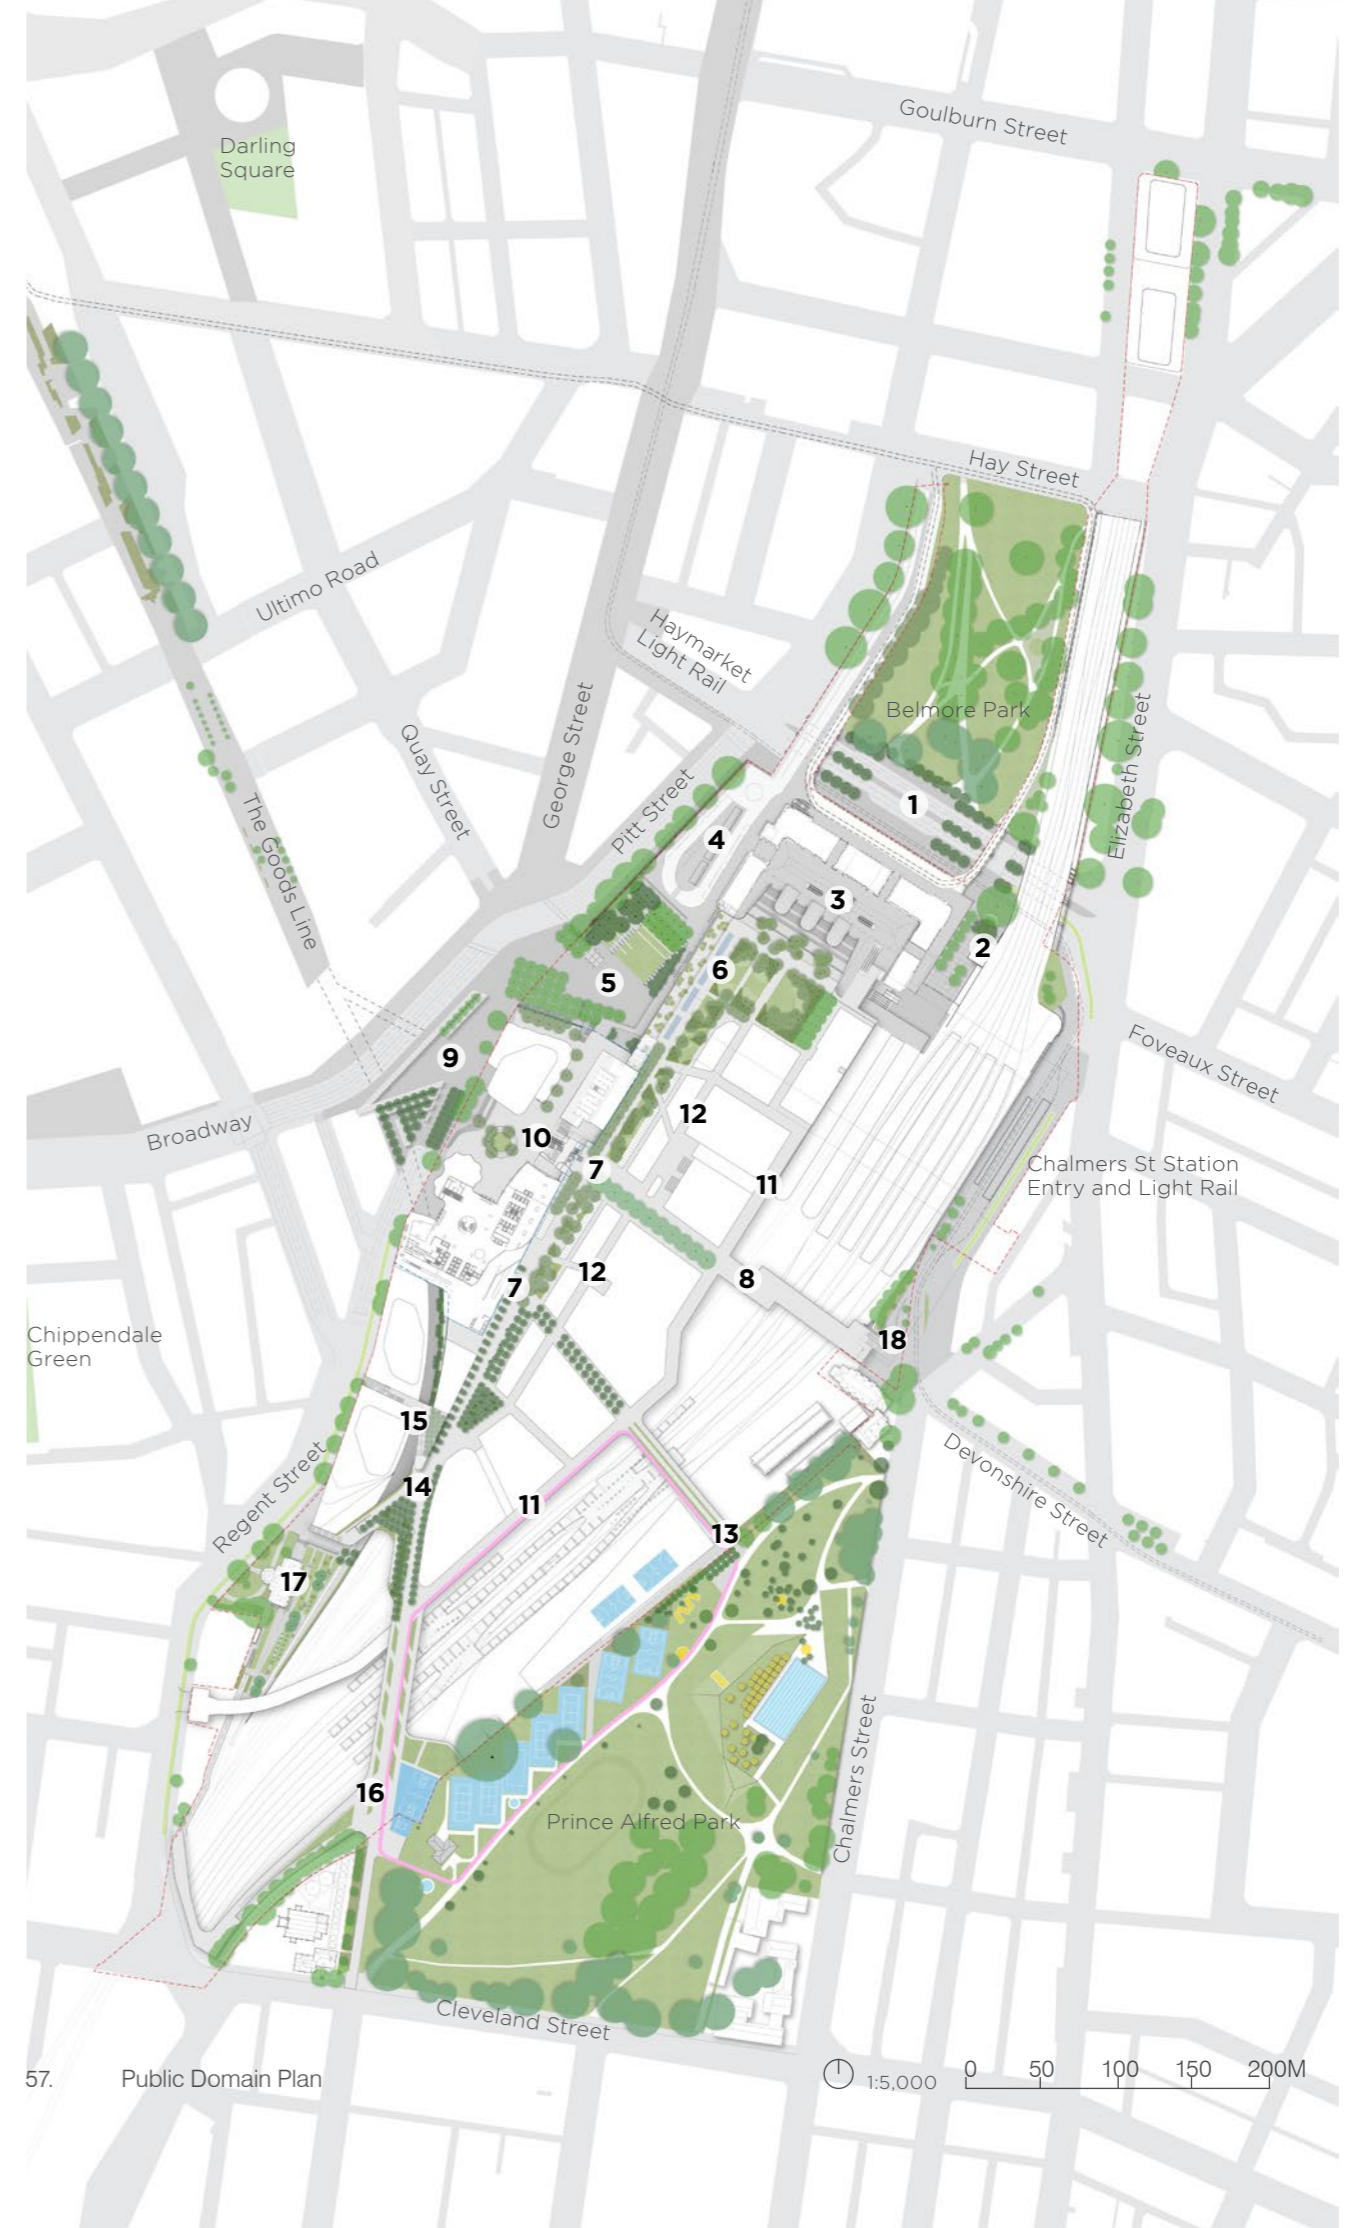 Goulburn Street
Darling
Square
Hay Street
Ultimo Road
Haymarket
Light Rail
Belmore Park
Elizabeth Street
George Street
Quay Street
Pitt Street
The Goods Line
1
4
3
2
6
5
Foveaux Street
9
12
Broadway
10
7
11
Chalmers St Station
Entry and Light Rail
12
8
7
18
Chippendale
Green
15
Devonshire Street
14
Regent Street
11
13
17
16
Chalmers Street
Prince Alfred Park
Cleveland Street
57. Public Domain Plan
1:5,000
0 50 100 150 200M